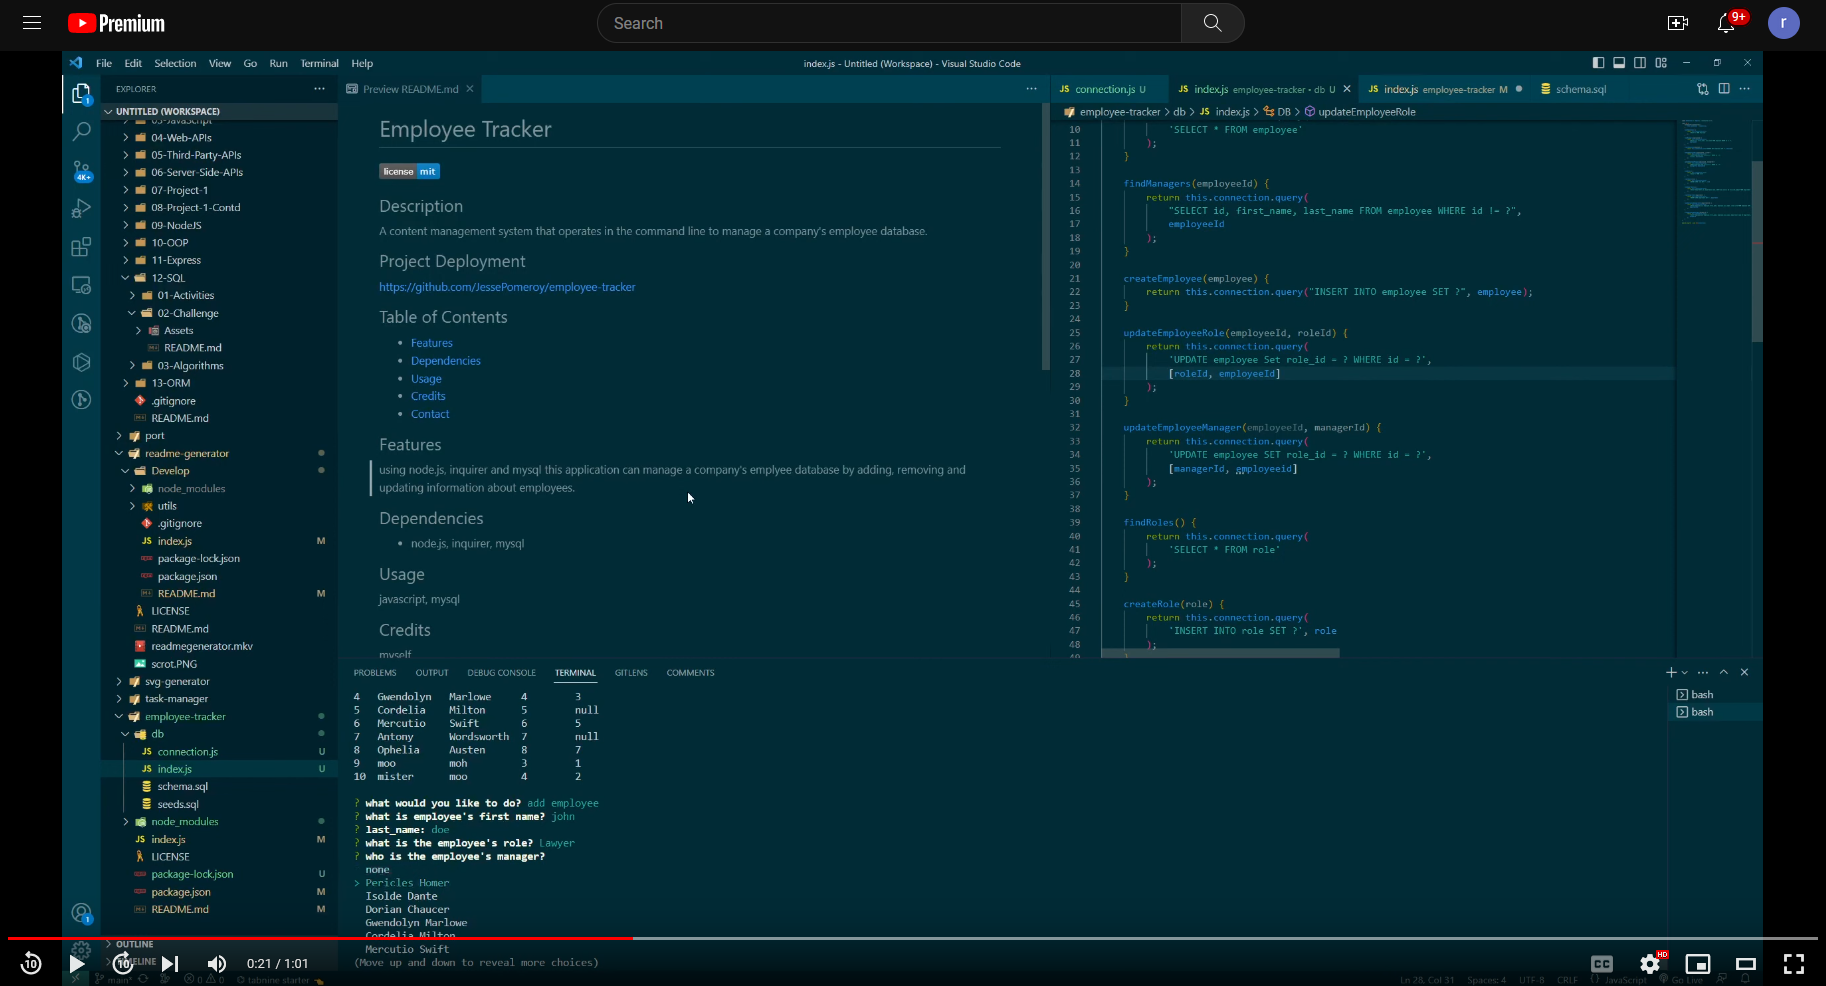 Premium
Search
9+
r
File Edit Selection View Go Run Terminal Help
index.js - Untitled (Workspace) - Visual Studio Code
EXPLORER
UNTITLED (WORKSPACE)
03-JavaScript
04-Web-APIs
05-Third-Party-APIs
06-Server-Side-APIs
07-Project-1
08-Project-1-Contd
09-NodeJS
10-OOP
11-Express
12-SQL
01-Activities
02-Challenge
Assets
README.md
03-Algorithms
13-ORM
.gitignore
README.md
port
readme-generator
Develop
node_modules
utils
.gitignore
JS index.js M
package-lock.json
package.json
README.md M
LICENSE
README.md
readmegenerator.mkv
scrot.PNG
svg-generator
task-manager
employee-tracker
db
JS connection.js U
JS index.js U
schema.sql
seeds.sql
node_modules
JS index.js M
LICENSE
package-lock.json U
package.json M
README.md M
OUTLINE
TIMELINE
1
4K+
1
Preview README.md
Employee Tracker
license mit
Description
A content management system that operates in the command line to manage a company's employee database.
Project Deployment
https://github.com/JessePomeroy/employee-tracker
Table of Contents
• Features
• Dependencies
• Usage
• Credits
• Contact
Features
using node.js, inquirer and mysql this application can manage a company's emplyee database by adding, removing and
updating information about employees.
Dependencies
• node.js, inquirer, mysql
Usage
javascript, mysql
Credits
myself
JS connection.js U
JS index.js employee-tracker • db U
JS index.js employee-tracker M
schema.sql
employee-tracker > db > JS index.js > DB > updateEmployeeRole
10 'SELECT * FROM employee'
11 );
12 }
13
14 findManagers(employeeId) {
15 return this.connection.query(
16 "SELECT id, first_name, last_name FROM employee WHERE id != ?",
17 employeeId
18 );
19 }
20
21 createEmployee(employee) {
22 return this.connection.query("INSERT INTO employee SET ?", employee);
23 }
24
25 updateEmployeeRole(employeeId, roleId) {
26 return this.connection.query(
27 'UPDATE employee Set role_id = ? WHERE id = ?',
28 [roleId, employeeId]
29 );
30 }
31
32 updateEmployeeManager(employeeId, managerId) {
33 return this.connection.query(
34 'UPDATE employee SET role_id = ? WHERE id = ?',
35 [managerId, employeeid]
36 );
37 }
38
39 findRoles() {
40 return this.connection.query(
41 'SELECT * FROM role'
42 );
43 }
44
45 createRole(role) {
46 return this.connection.query(
47 'INSERT INTO role SET ?', role
48 );
49 }
PROBLEMS OUTPUT DEBUG CONSOLE TERMINAL GITLENS COMMENTS
bash
bash
4 Gwendolyn Marlowe 4 3
5 Cordelia Milton 5 null
6 Mercutio Swift 6 5
7 Antony Wordsworth 7 null
8 Ophelia Austen 8 7
9 moo moh 3 1
10 mister moo 4 2
? what would you like to do? add employee
? what is employee's first name? john
? last_name: doe
? what is the employee's role? Lawyer
? who is the employee's manager?
none
> Pericles Homer
Isolde Dante
Dorian Chaucer
Gwendolyn Marlowe
Cordelia Milton
Mercutio Swift
(Move up and down to reveal more choices)
10
10
0:21 / 1:01
CC
HD
main*
0 0
tabnine starter
Ln 28, Col 31 Spaces: 4 UTF-8 CRLF {} JavaScript Go Live